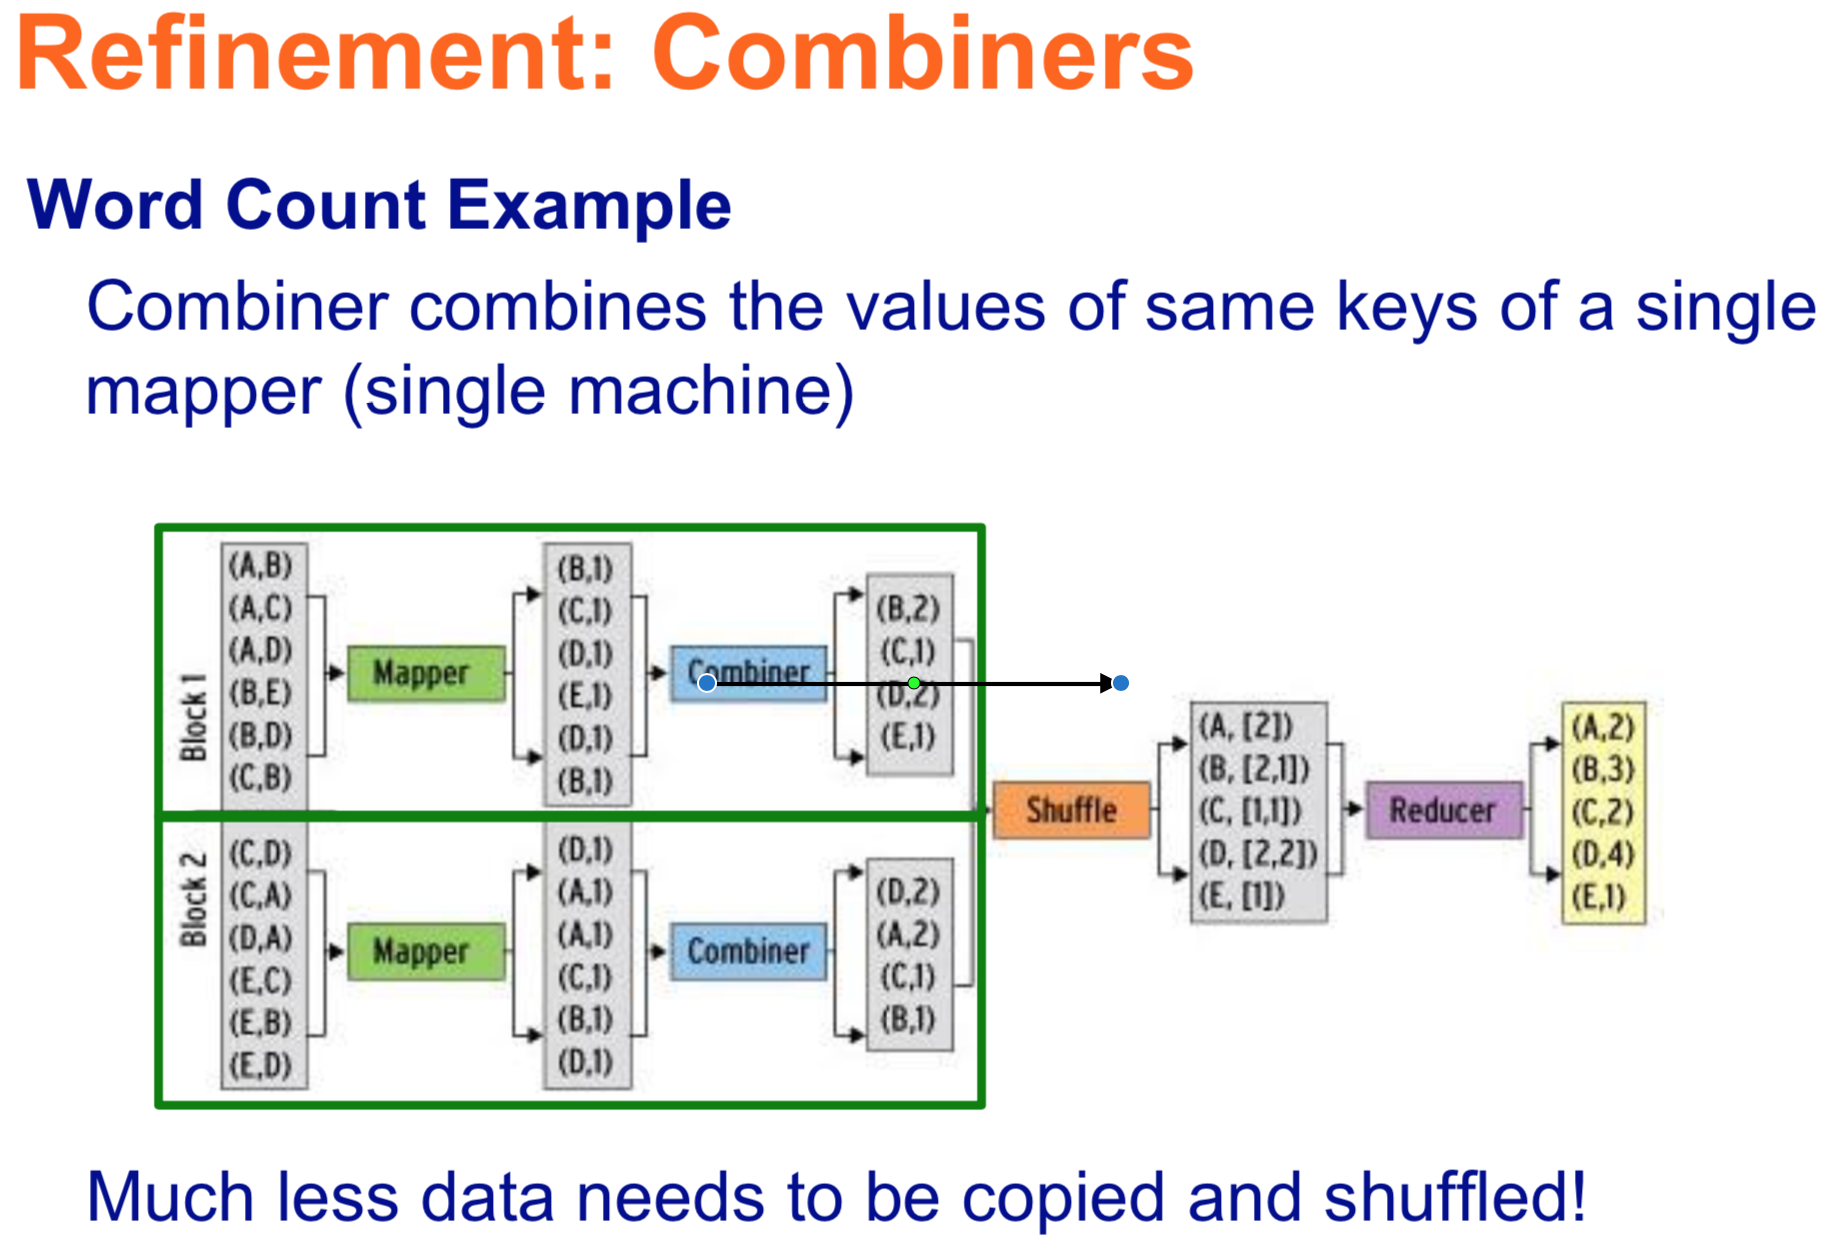 Refinement: Combiners
Word Count Example
Combiner combines the values of same keys of a single
mapper (single machine)
Block 1
(A,B)
(A,C)
(A,D)
(B,E)
(B,D)
(C,B)
Mapper
(B,1)
(C,1)
(D,1)
(E,1)
(D,1)
(B,1)
Combiner
(B,2)
(C,1)
(D,2)
(E,1)
Block 2
(C,D)
(C,A)
(D,A)
(E,C)
(E,B)
(E,D)
Mapper
(D,1)
(A,1)
(A,1)
(C,1)
(B,1)
(D,1)
Combiner
(D,2)
(A,2)
(C,1)
(B,1)
Shuffle
(A, [2])
(B, [2,1])
(C, [1,1])
(D, [2,2])
(E, [1])
Reducer
(A,2)
(B,3)
(C,2)
(D,4)
(E,1)
Much less data needs to be copied and shuffled!